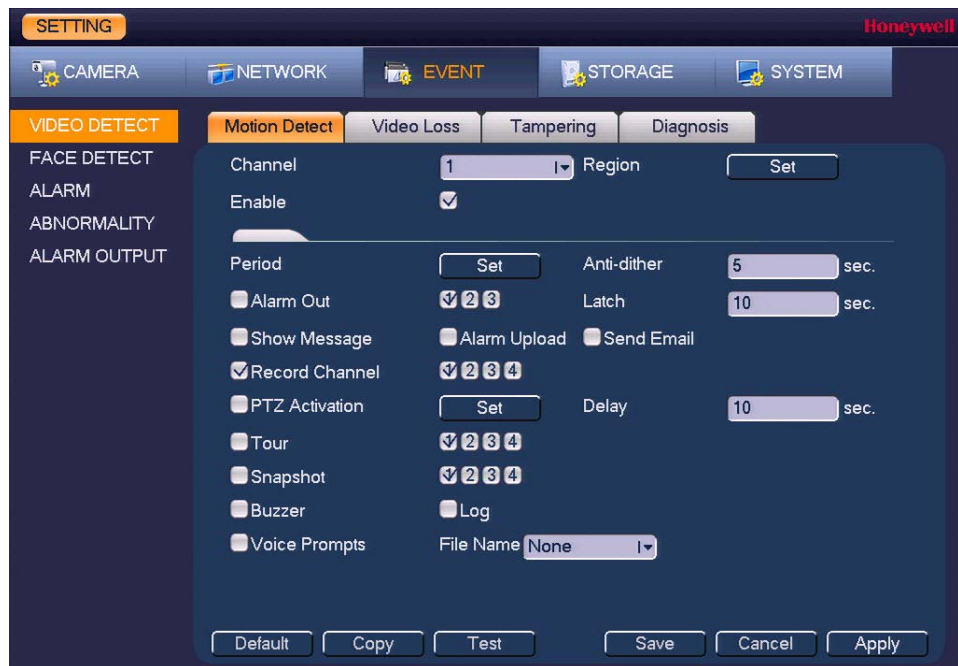 SETTING
Honeywell
CAMERA NETWORK EVENT STORAGE SYSTEM
VIDEO DETECT
FACE DETECT
ALARM
ABNORMALITY
ALARM OUTPUT
Motion Detect Video Loss Tampering Diagnosis
Channel 1 Region Set
Enable
Period Set Anti-dither 5 sec.
Alarm Out 1 2 3 Latch 10 sec.
Show Message Alarm Upload Send Email
Record Channel 1 2 3 4
PTZ Activation Set Delay 10 sec.
Tour 1 2 3 4
Snapshot 1 2 3 4
Buzzer Log
Voice Prompts File Name None
Default Copy Test Save Cancel Apply